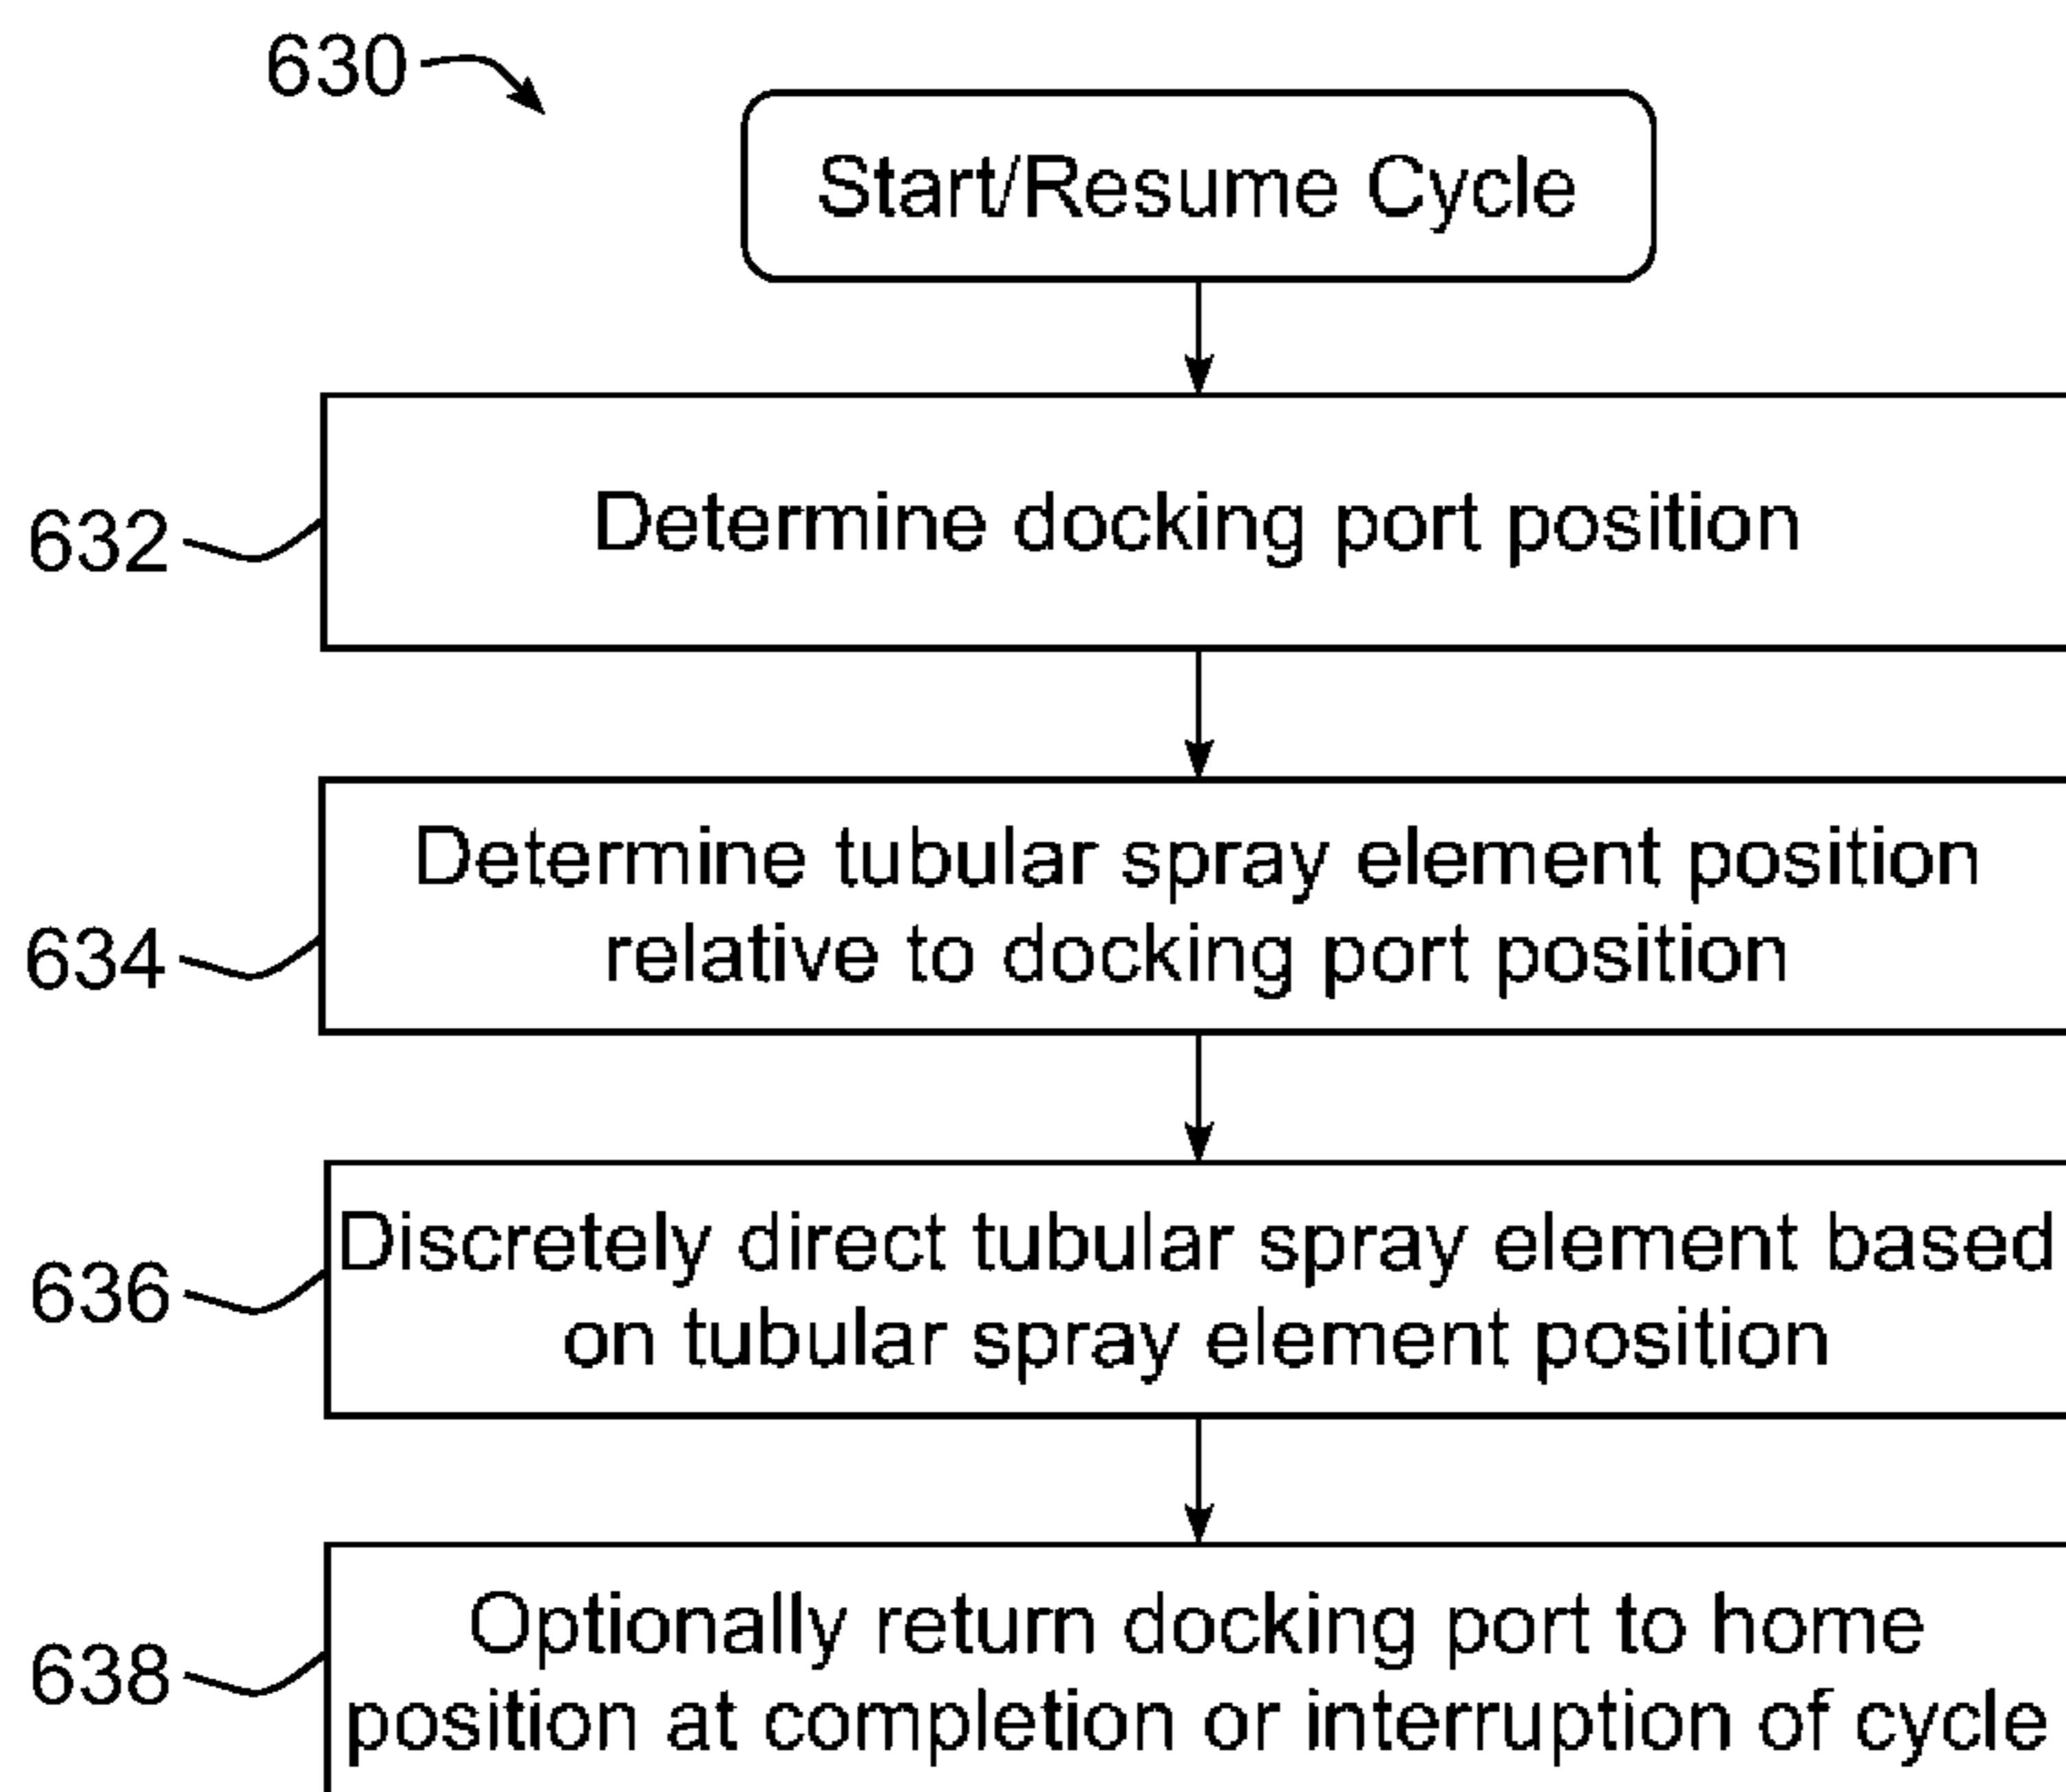 630
Start/Resume Cycle
632
Determine docking port position
634
Determine tubular spray element position
relative to docking port position
636
Discretely direct tubular spray element based
on tubular spray element position
638
Optionally return docking port to home
position at completion or interruption of cycle